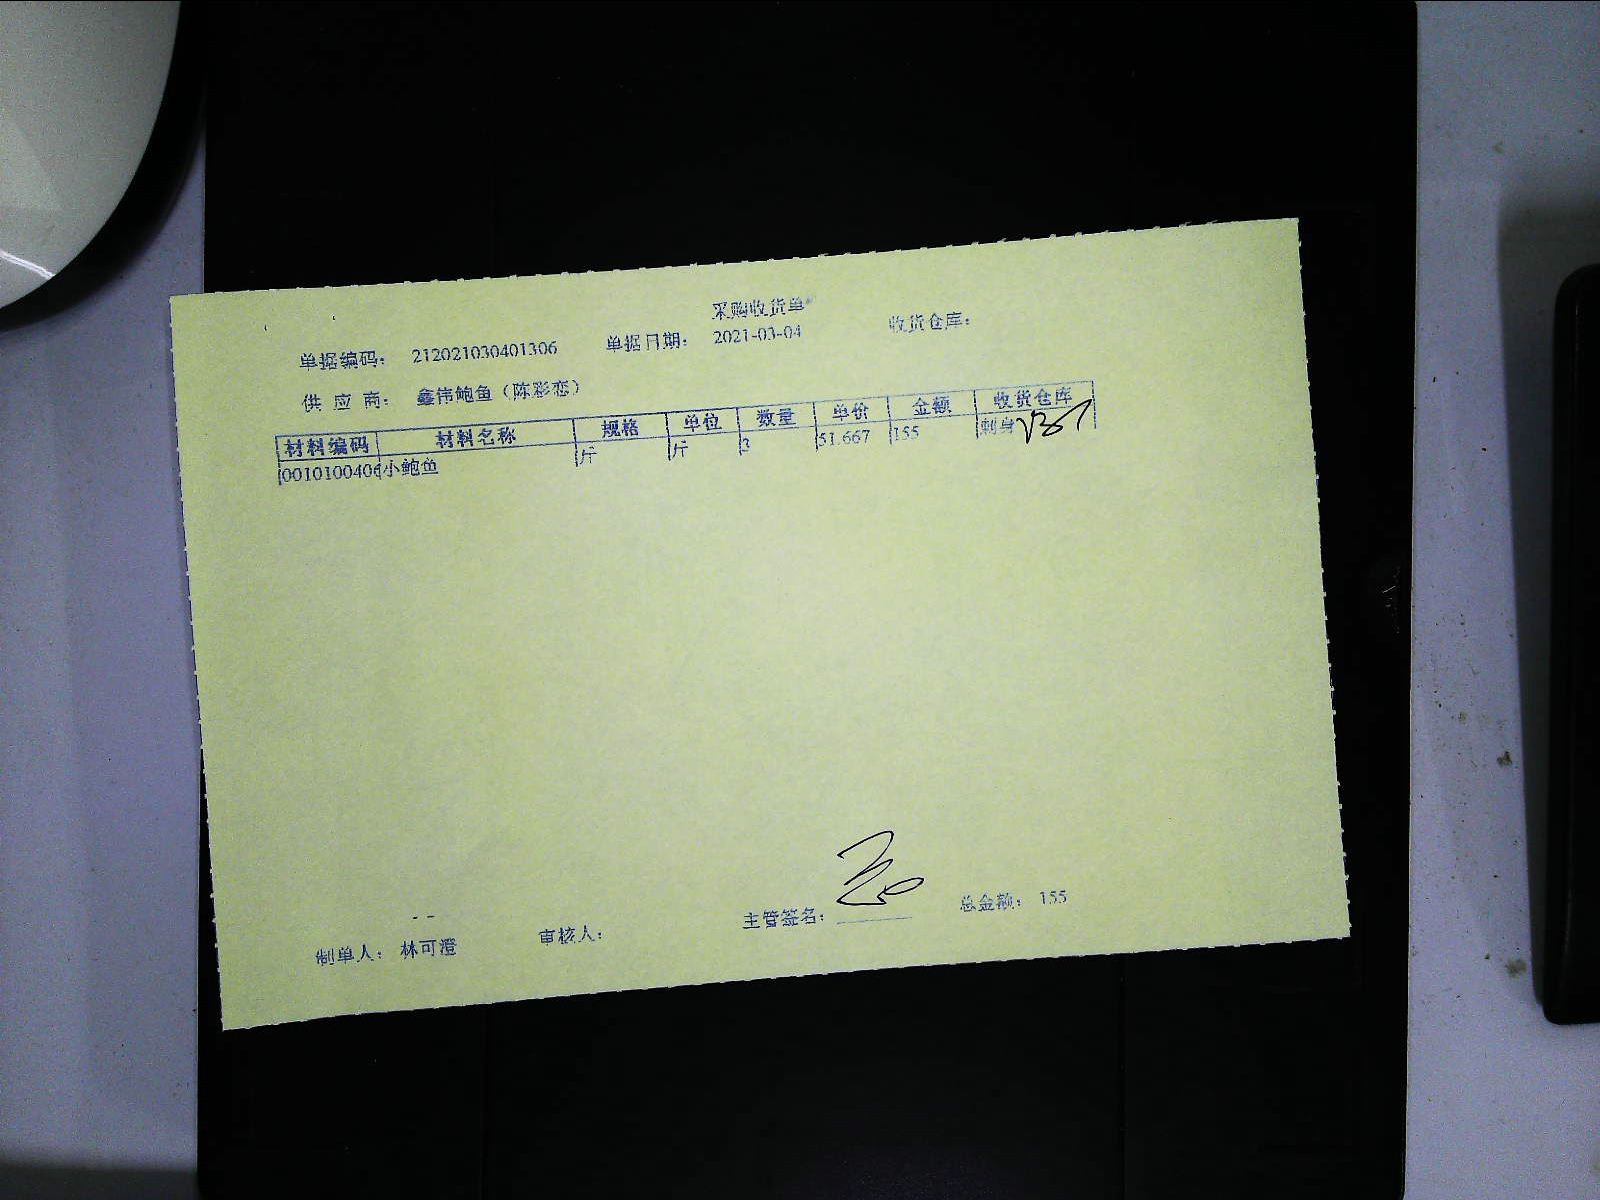 采购收货单
单据编码： 212021030401306 单据日期： 2021-03-04 收货仓库：
供 应 商： 鑫伟鲍鱼（陈彩恋）
材料编码 材料名称 规格 单位 数量 单价 金额 收货仓库
0010100406 小鲍鱼 斤 斤 3 51.667 155 刺身
制单人： 林可澄 审核人： 主管签名： 总金额： 155